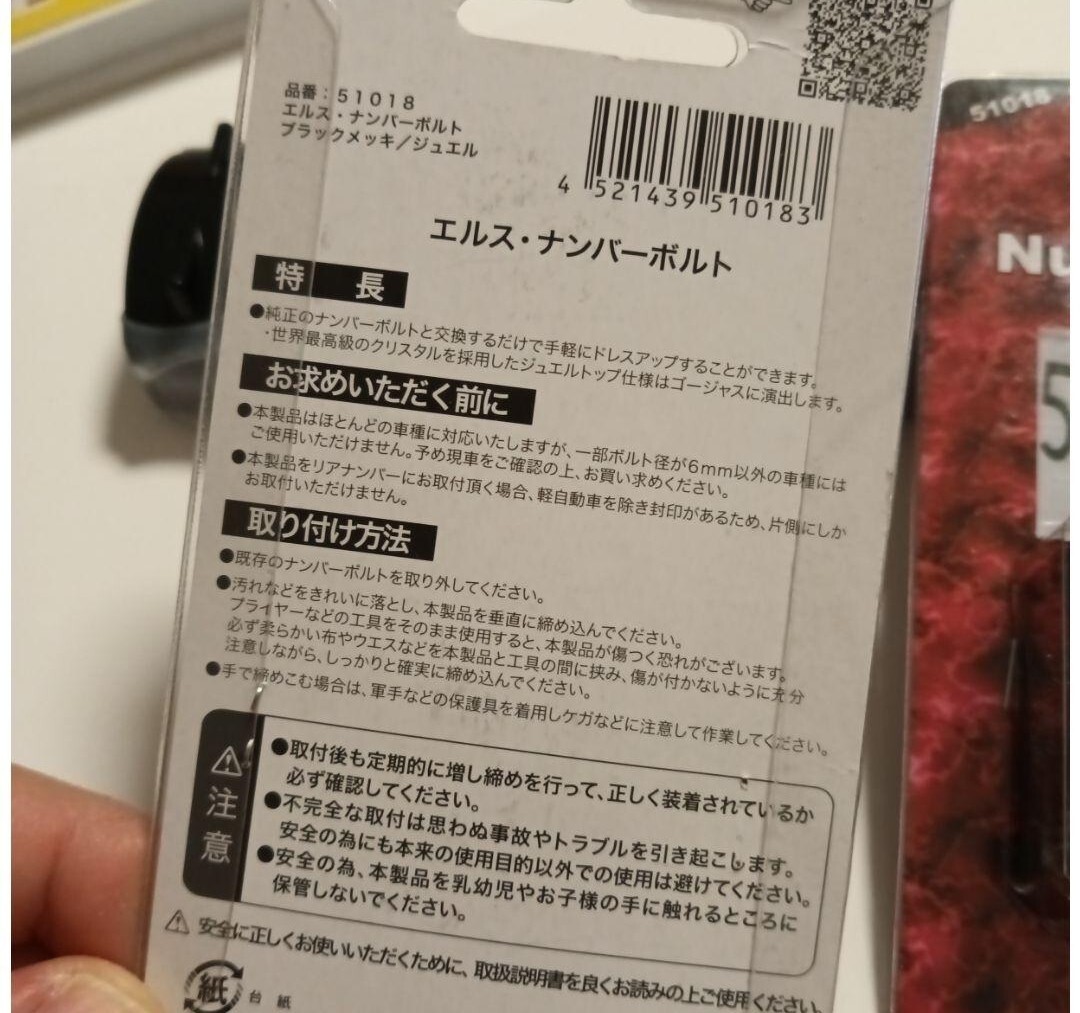 品番：51018
エルス・ナンバーボルト
ブラックメッキ／ジュエル
4 521439 510183
エルス・ナンバーボルト
特 長
●純正のナンバーボルトと交換するだけで手軽にドレスアップすることができます。
・世界最高級のクリスタルを採用したジュエルトップ仕様はゴージャスに演出します。
お求めいただく前に
●本製品はほとんどの車種に対応いたしますが、一部ボルト径が6mm以外の車種には
ご使用いただけません。予め現車をご確認の上、お買い求めください。
●本製品をリアナンバーにお取付頂く場合、軽自動車を除き封印があるため、片側にしか
お取付いただけません。
取り付け方法
●既存のナンバーボルトを取り外してください。
●汚れなどをきれいに落とし、本製品を垂直に締め込んでください。
プライヤーなどの工具をそのまま使用すると、本製品が傷つく恐れがございます。
必ず柔らかい布やウエスなどを本製品と工具の間に挟み、傷が付かないように充分
注意しながら、しっかりと確実に締め込んでください。
●手で締めこむ場合は、軍手などの保護具を着用しケガなどに注意して作業してください。
⚠
注
意
●取付後も定期的に増し締めを行って、正しく装着されているか
必ず確認してください。
●不完全な取付は思わぬ事故やトラブルを引き起こします。
安全の為にも本来の使用目的以外での使用は避けてください。
●安全の為、本製品を乳幼児やお子様の手に触れるところに
保管しないでください。
⚠ 安全に正しくお使いいただくために、取扱説明書を良くお読みの上ご使用ください。
紙 台 紙
51018
Nu
5